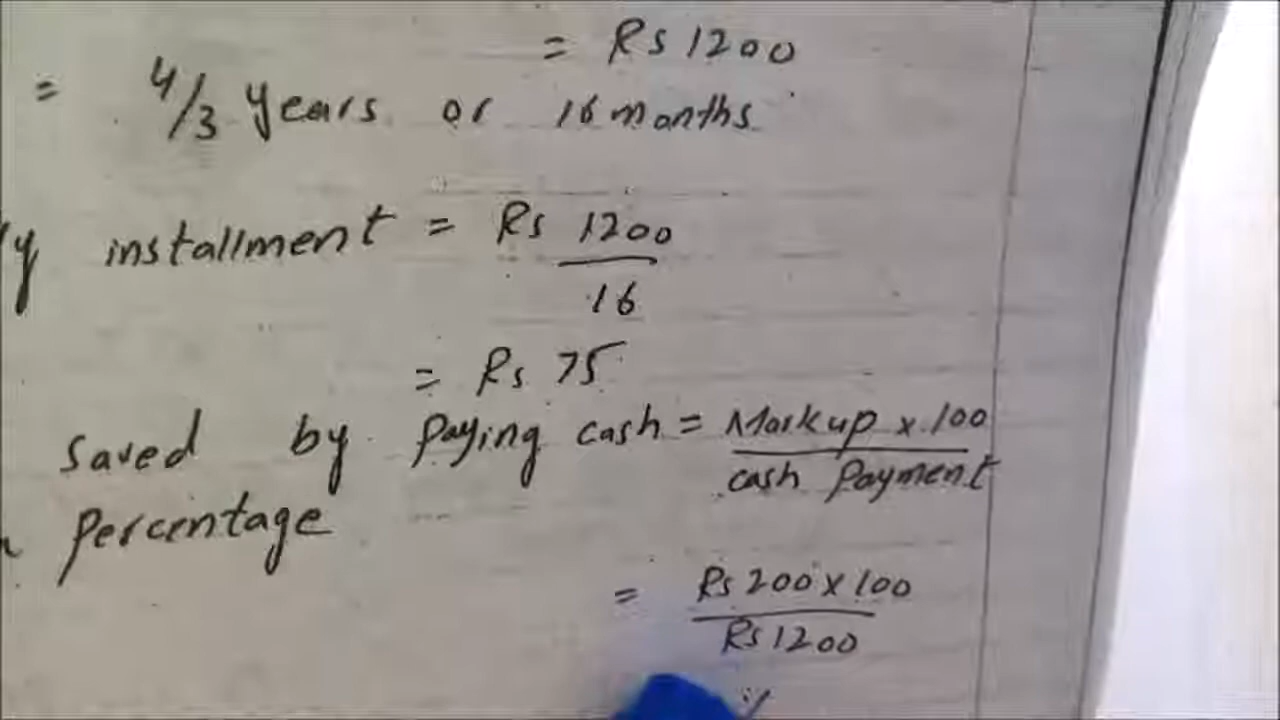 = Rs 1200
= 4/3 years or 16 months
y installment = Rs 1200
16
= Rs 75
saved by paying cash = Markup x 100
cash Payment
Percentage
= Rs 200 x 100
Rs 1200
%